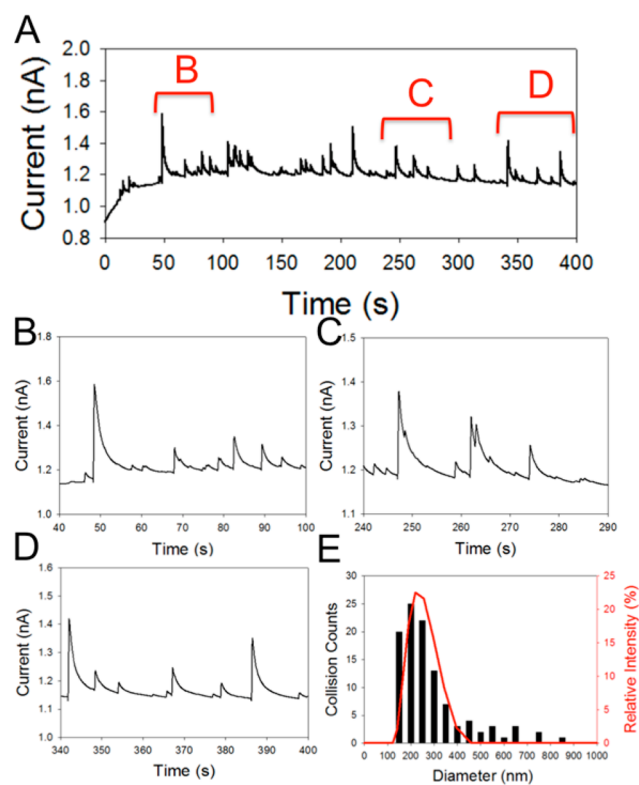 A
2.0
1.8
1.6
1.4
1.2
1.0
0.8
Current (nA)
B
C
D
0 50 100 150 200 250 300 350 400
Time (s)
B
1.8
1.6
1.4
1.2
1.0
Current (nA)
40 50 60 70 80 90 100
Time (s)
C
1.5
1.4
1.3
1.2
1.1
Current (nA)
240 250 260 270 280 290
Time (s)
D
1.6
1.5
1.4
1.3
1.2
1.1
1.0
Current (nA)
340 350 360 370 380 390 400
Time (s)
E
30
25
20
15
10
5
0
Collision Counts
25
20
15
10
5
0
Relative Intensity (%)
0 100 200 300 400 500 600 700 800 900 1000
Diameter (nm)